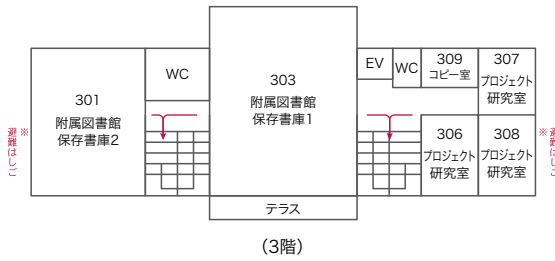 301
附属図書館
保存書庫2
WC
303
附属図書館
保存書庫1
EV
WC
309
コピー室
307
プロジェクト
研究室
306
プロジェクト
研究室
308
プロジェクト
研究室
※
避難はしご
※
避難はしご
テラス
(3階)